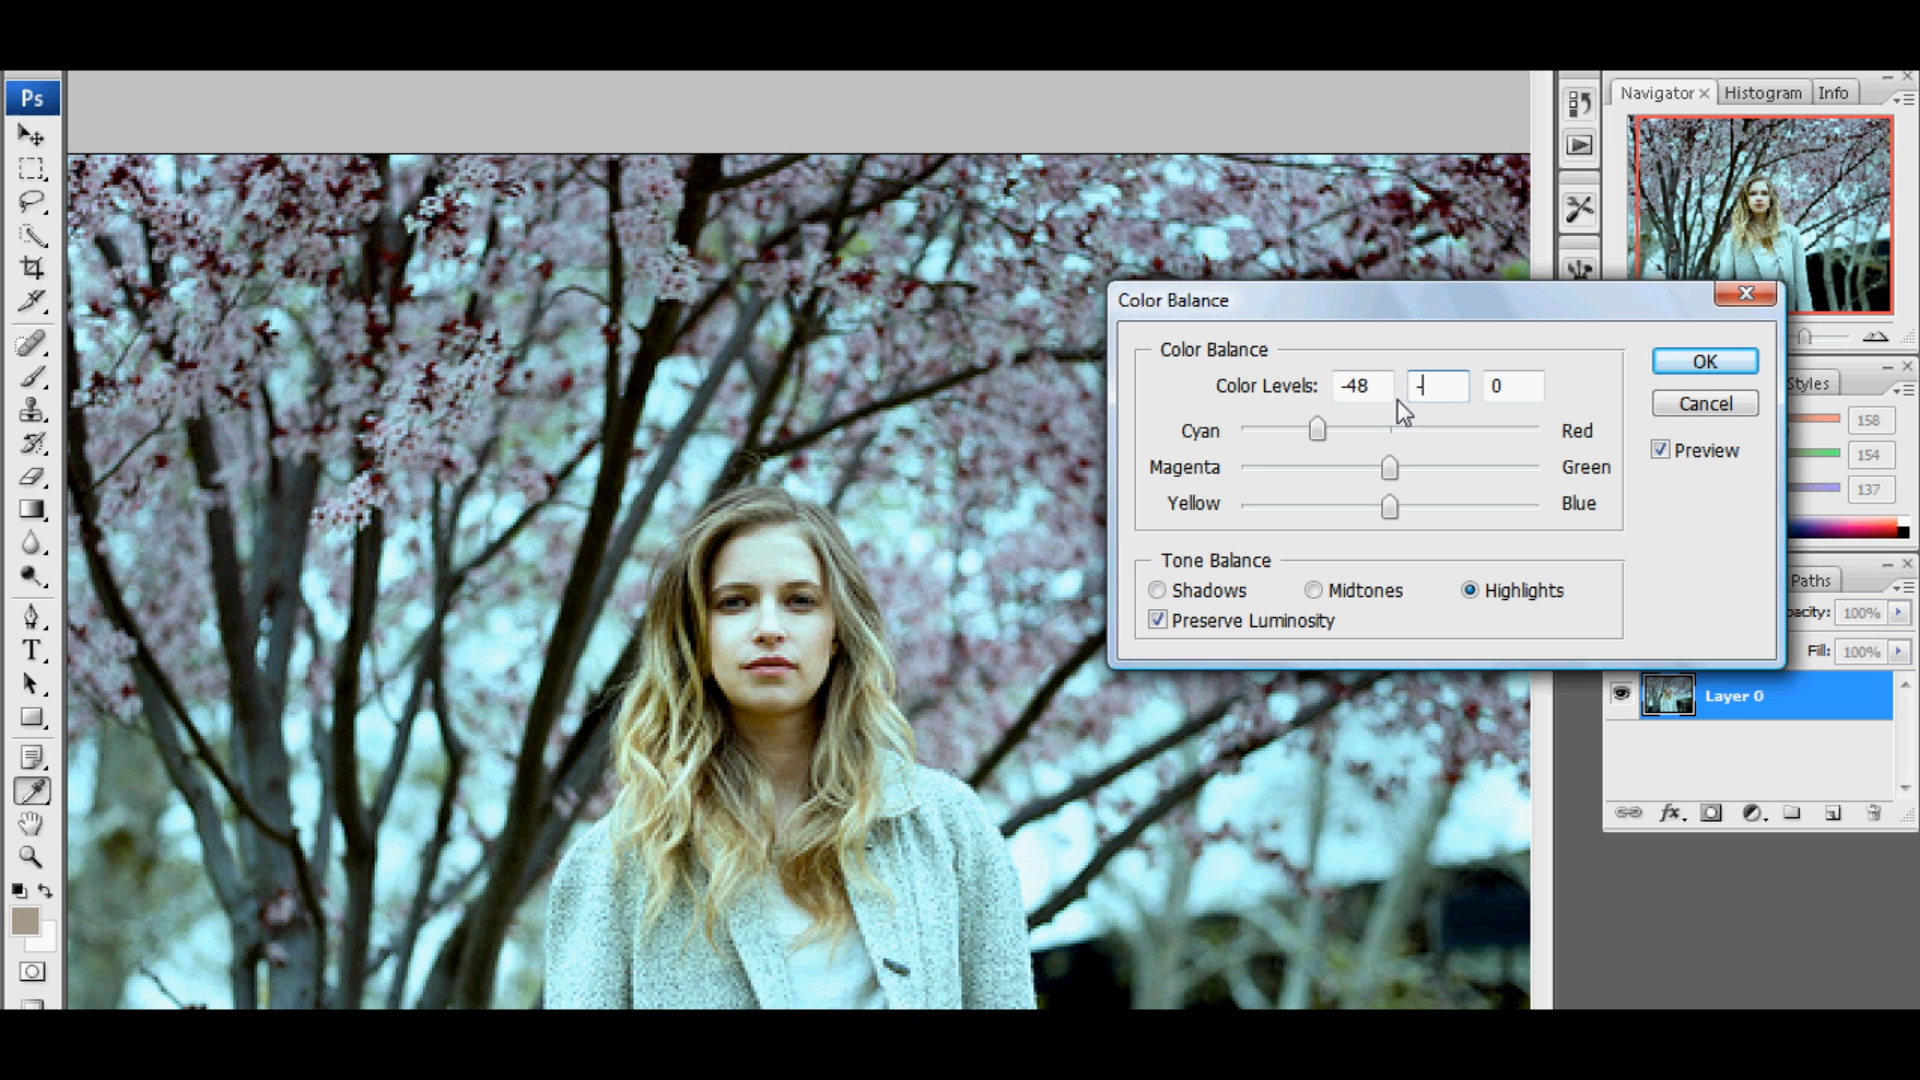 Ps
Navigator Histogram Info
Color Balance
Color Balance
Color Levels: -48 - 0
OK
Cancel
Preview
Cyan Red
Magenta Green
Yellow Blue
Tone Balance
Shadows Midtones Highlights
Preserve Luminosity
Styles
158
154
137
Paths
pacity: 100%
Fill: 100%
Layer 0
fx
T